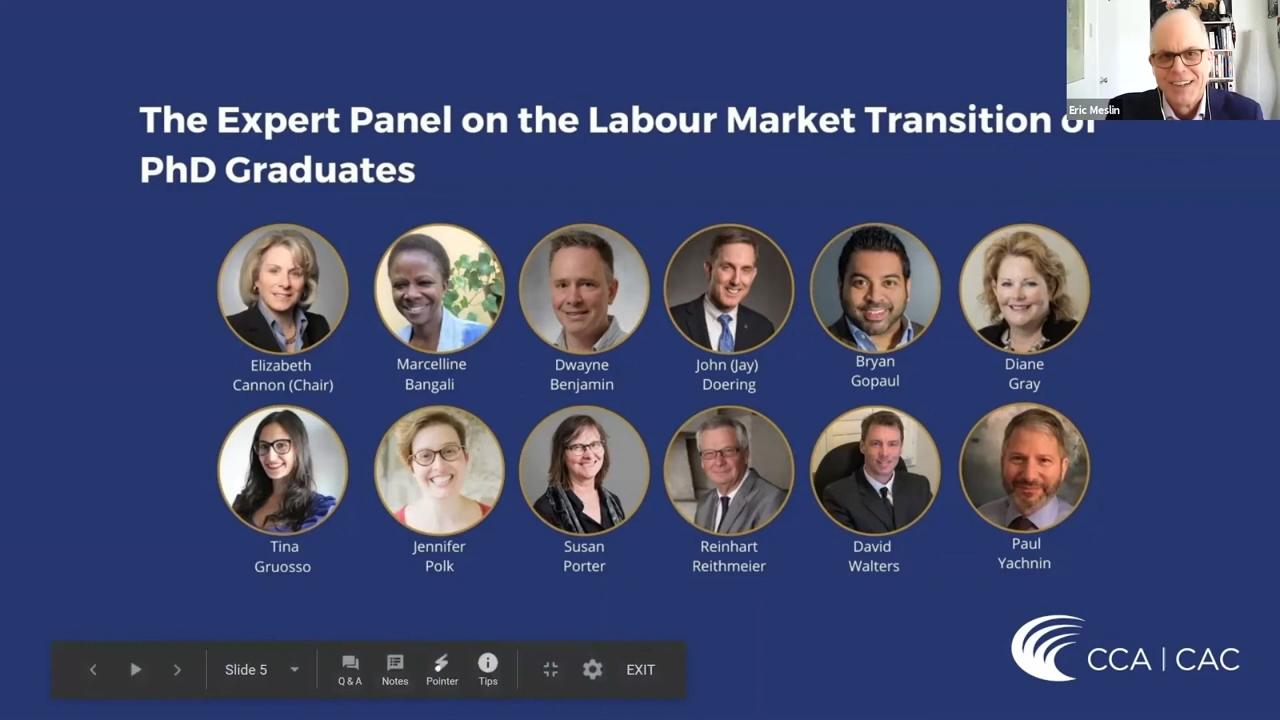 Eric Meslin
The Expert Panel on the Labour Market Transition of
PhD Graduates
Elizabeth
Cannon (Chair)
Marcelline
Bangali
Dwayne
Benjamin
John (Jay)
Doering
Bryan
Gopaul
Diane
Gray
Tina
Gruosso
Jennifer
Polk
Susan
Porter
Reinhart
Reithmeier
David
Walters
Paul
Yachnin
Slide 5
Q & A
Notes
Pointer
Tips
EXIT
CCA | CAC